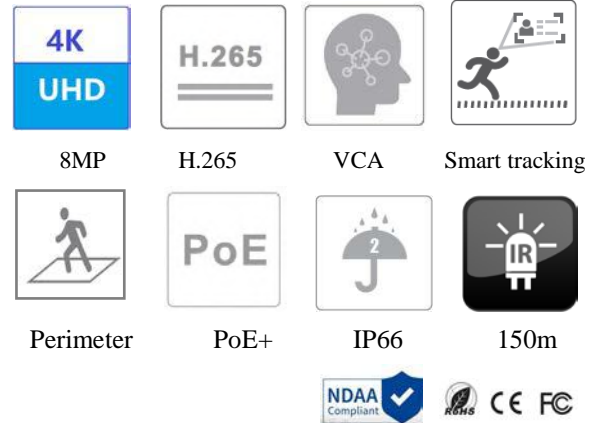 4K
UHD
H.265
8MP H.265 VCA Smart tracking
PoE
2
IR
Perimeter PoE+ IP66 150m
NDAA
Compliant
RoHS CE FC